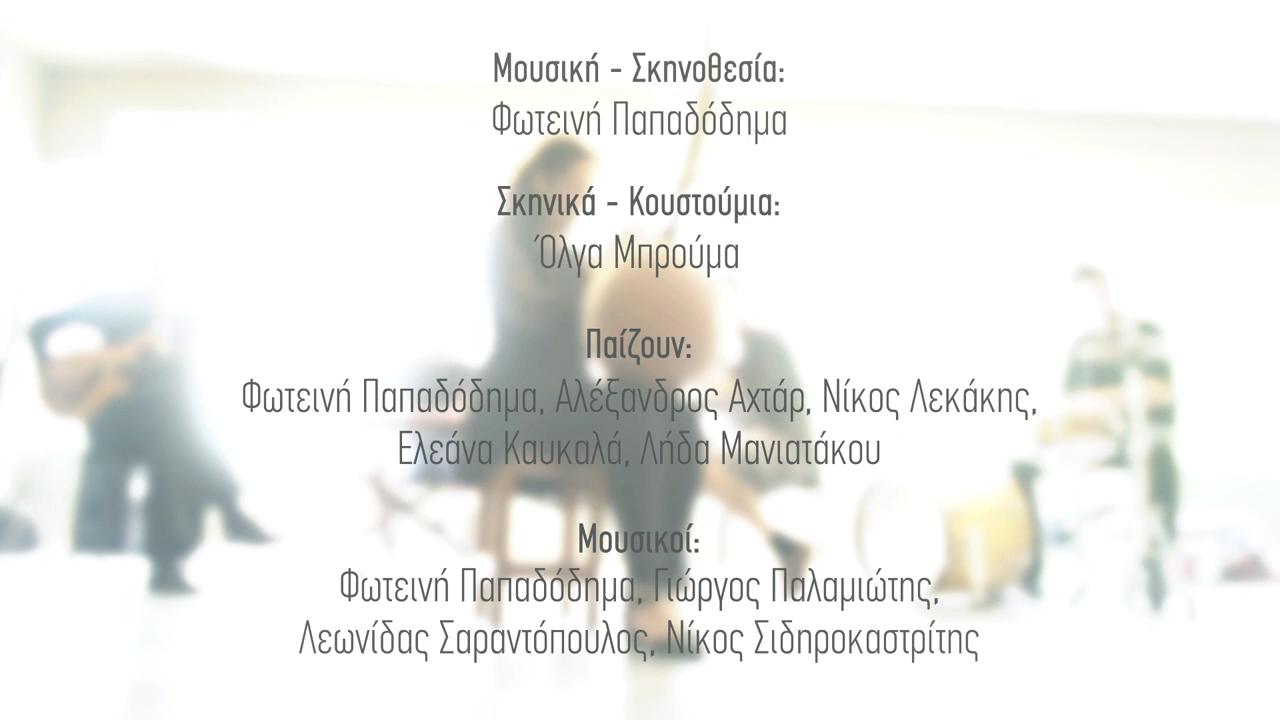 Μουσική - Σκηνοθεσία:
Φωτεινή Παπαδόδημα
Σκηνικά - Κουστούμια:
Όλγα Μπρούμα
Παίζουν:
Φωτεινή Παπαδόδημα, Αλέξανδρος Αχτάρ, Νίκος Λεκάκης,
Ελεάνα Καυκαλά, Λήδα Μανιατάκου
Μουσικοί:
Φωτεινή Παπαδόδημα, Γιώργος Παλαμιώτης,
Λεωνίδας Σαραντόπουλος, Νίκος Σιδηροκαστρίτης